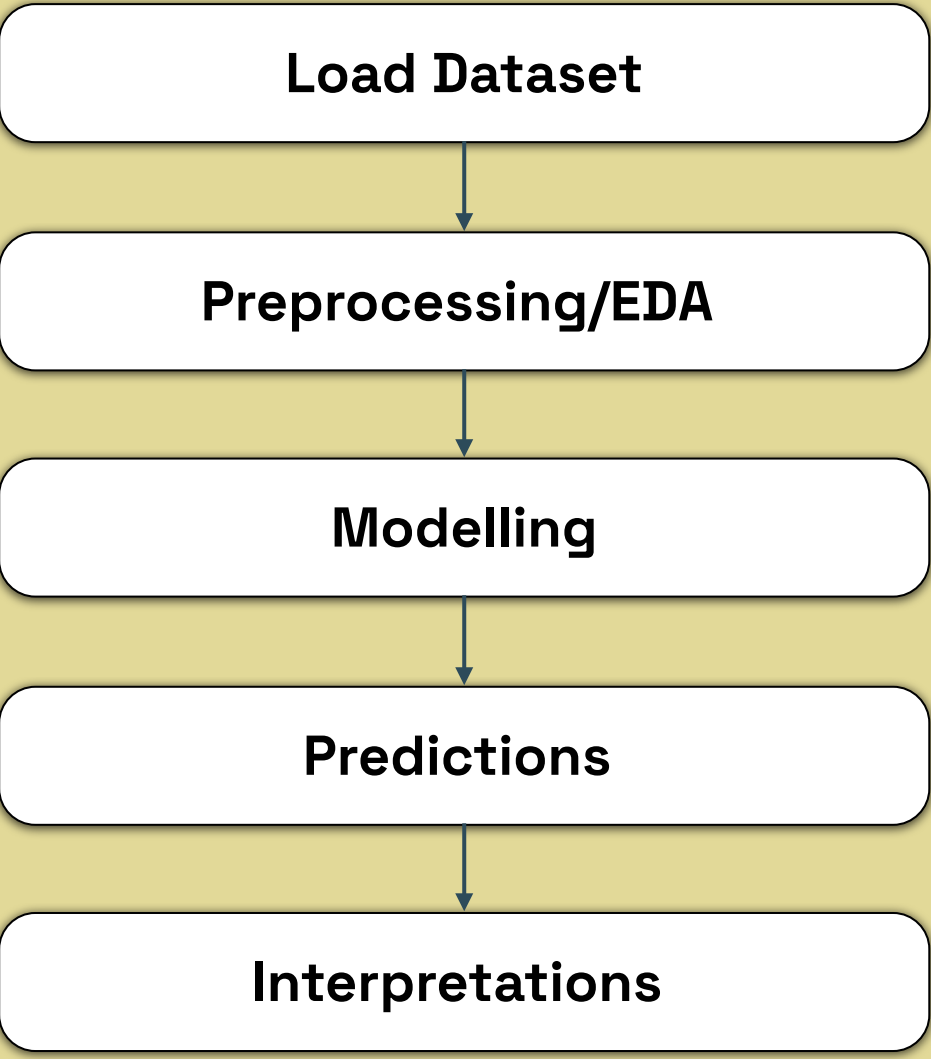 Load Dataset
Preprocessing/EDA
Modelling
Predictions
Interpretations